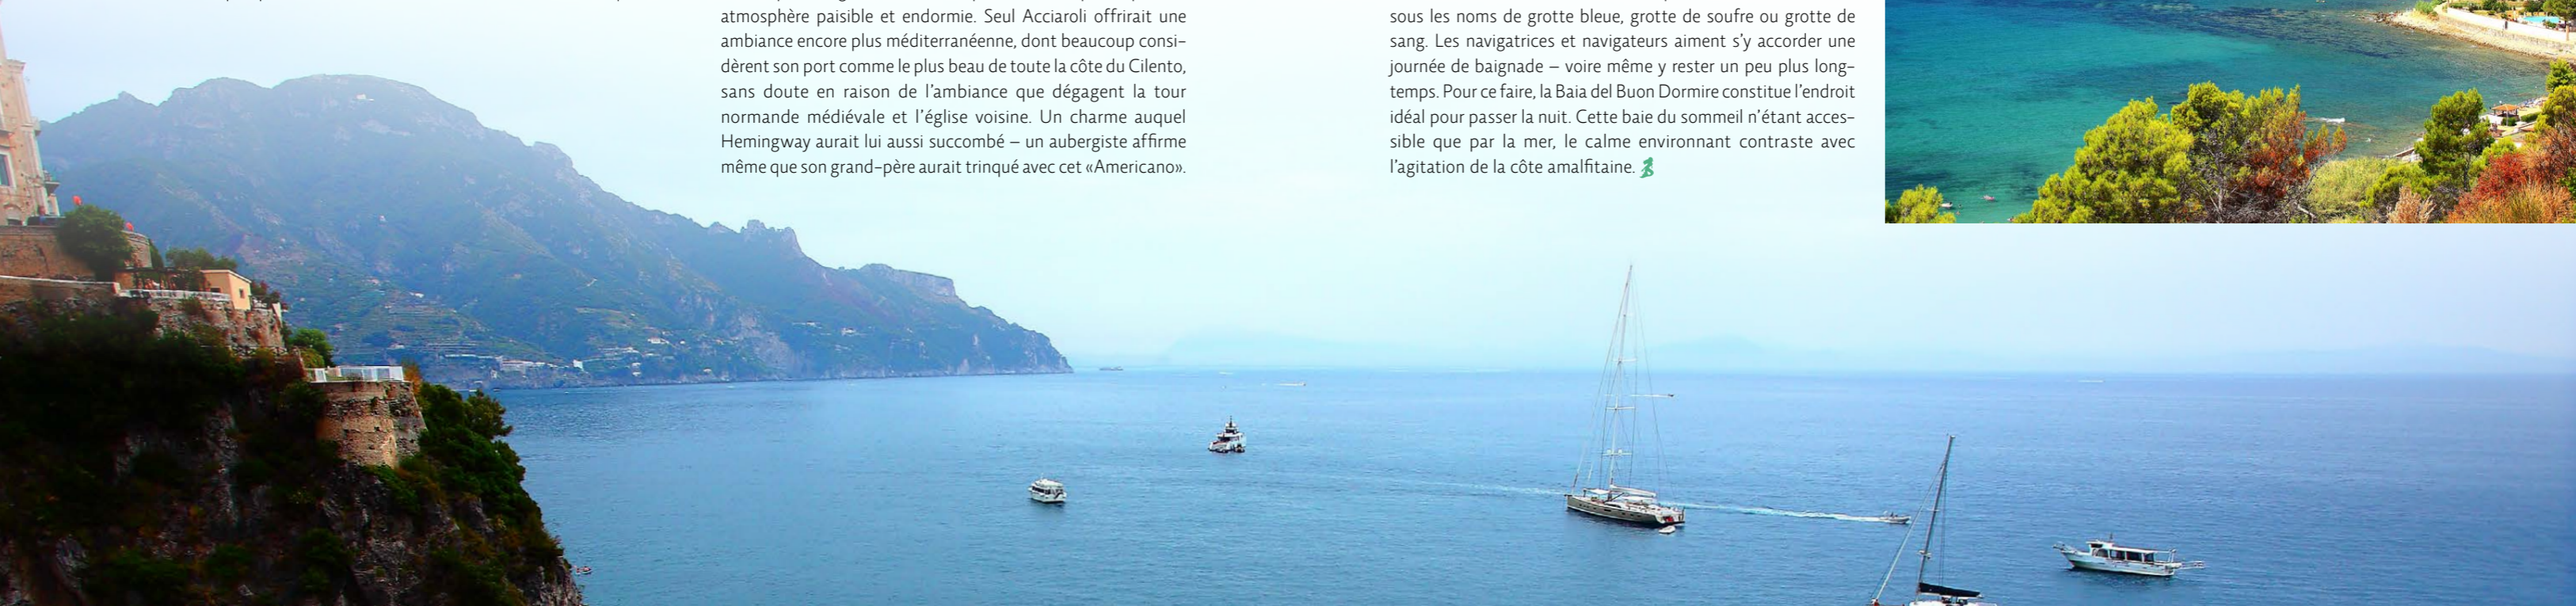 atmosphère paisible et endormie. Seul Acciaroli offrirait une
ambiance encore plus méditerranéenne, dont beaucoup consi-
dèrent son port comme le plus beau de toute la côte du Cilento,
sans doute en raison de l'ambiance que dégagent la tour
normande médiévale et l'église voisine. Un charme auquel
Hemingway aurait lui aussi succombé – un aubergiste affirme
même que son grand-père aurait trinqué avec cet «Americano».
sous les noms de grotte bleue, grotte de soufre ou grotte de
sang. Les navigatrices et navigateurs aiment s'y accorder une
journée de baignade – voire même y rester un peu plus long-
temps. Pour ce faire, la Baia del Buon Dormire constitue l'endroit
idéal pour passer la nuit. Cette baie du sommeil n'étant acces-
sible que par la mer, le calme environnant contraste avec
l'agitation de la côte amalfitaine.